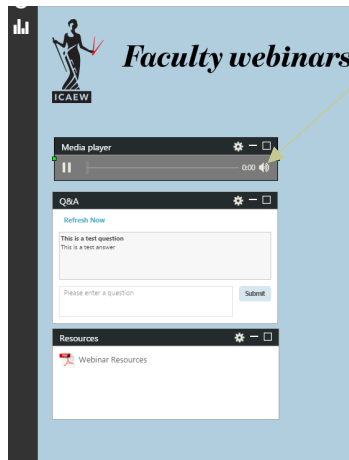 Faculty webinars
ICAEW
Media player
0:00
Q&A
Refresh Now
This is a test question
This is a test answer
Please enter a question
Submit
Resources
Webinar Resources